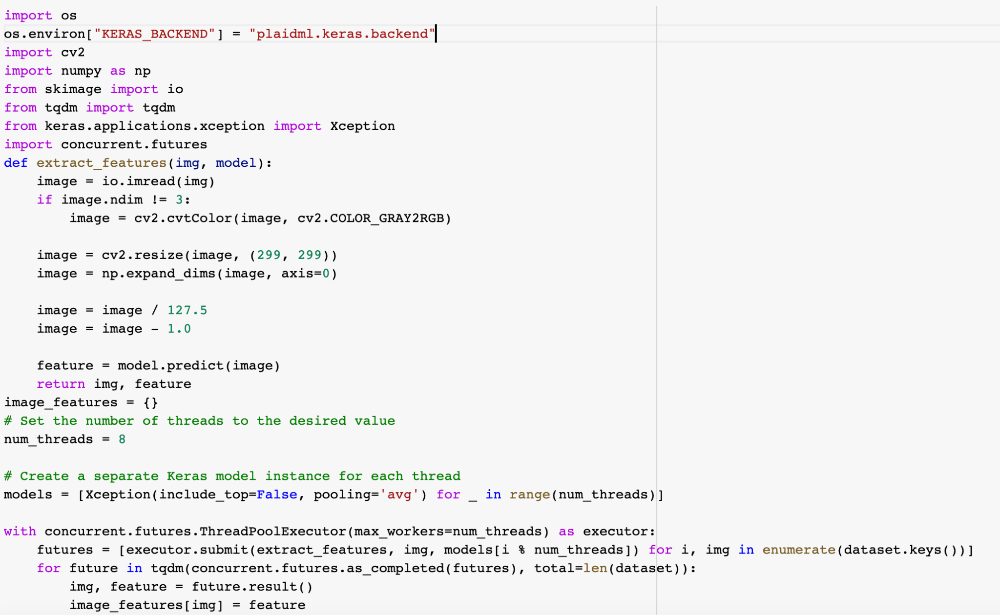 import os
os.environ["KERAS_BACKEND"] = "plaidml.keras.backend"
import cv2
import numpy as np
from skimage import io
from tqdm import tqdm
from keras.applications.xception import Xception
import concurrent.futures
def extract_features(img, model):
    image = io.imread(img)
    if image.ndim != 3:
        image = cv2.cvtColor(image, cv2.COLOR_GRAY2RGB)

    image = cv2.resize(image, (299, 299))
    image = np.expand_dims(image, axis=0)

    image = image / 127.5
    image = image - 1.0

    feature = model.predict(image)
    return img, feature
image_features = {}
# Set the number of threads to the desired value
num_threads = 8

# Create a separate Keras model instance for each thread
models = [Xception(include_top=False, pooling='avg') for _ in range(num_threads)]

with concurrent.futures.ThreadPoolExecutor(max_workers=num_threads) as executor:
    futures = [executor.submit(extract_features, img, models[i % num_threads]) for i, img in enumerate(dataset.keys())]
    for future in tqdm(concurrent.futures.as_completed(futures), total=len(dataset)):
        img, feature = future.result()
        image_features[img] = feature